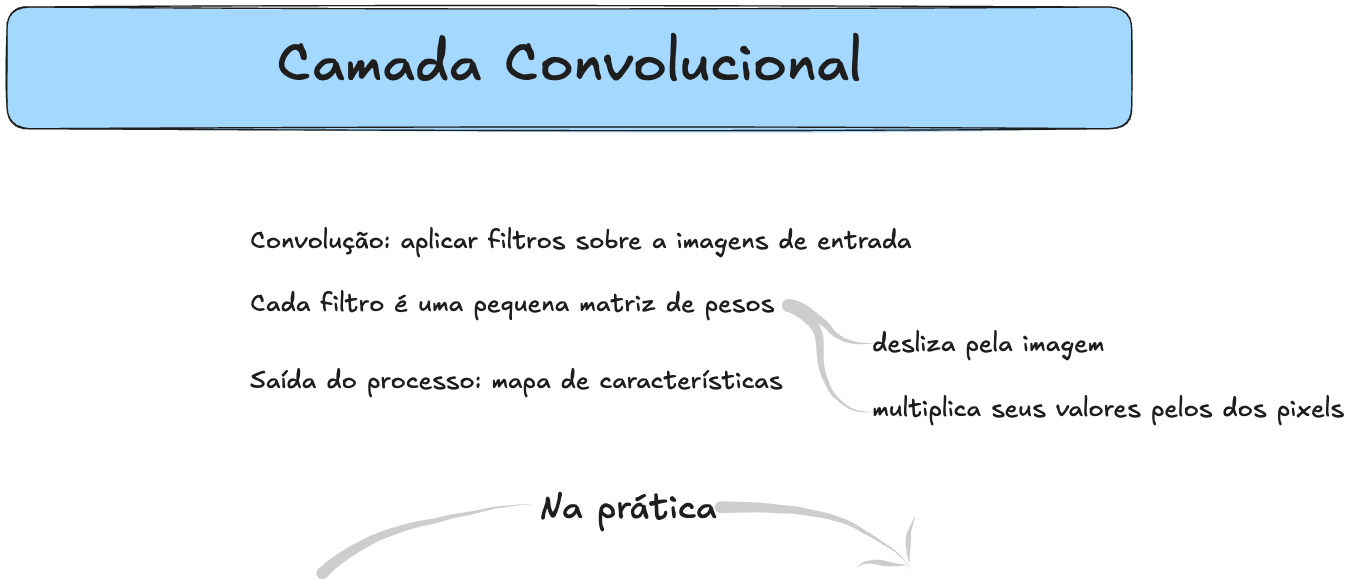 Camada Convolucional
Convolução: aplicar filtros sobre a imagens de entrada
Cada filtro é uma pequena matriz de pesos
desliza pela imagem
Saída do processo: mapa de características
multiplica seus valores pelos dos pixels
Na prática